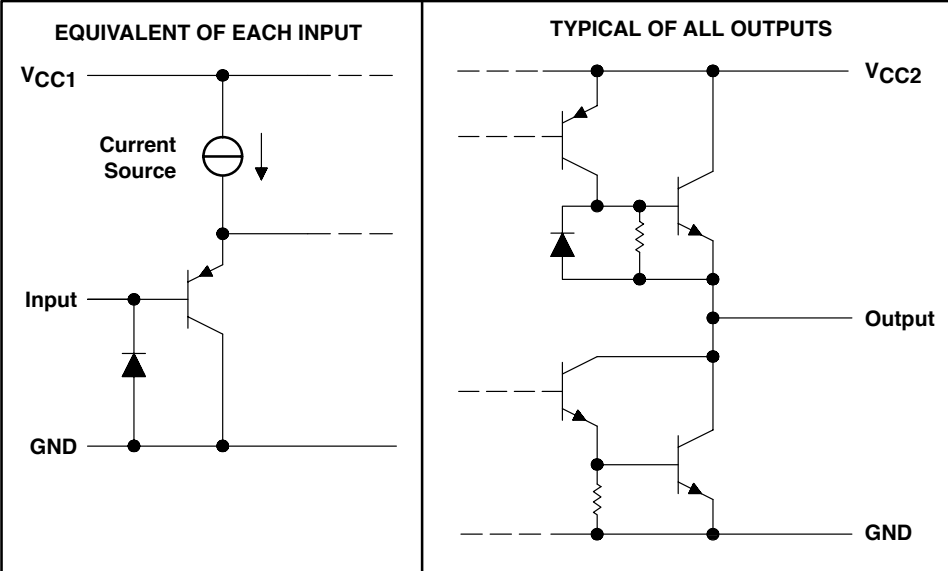 EQUIVALENT OF EACH INPUT
VCC1
Current
Source
Input
GND
TYPICAL OF ALL OUTPUTS
VCC2
Output
GND